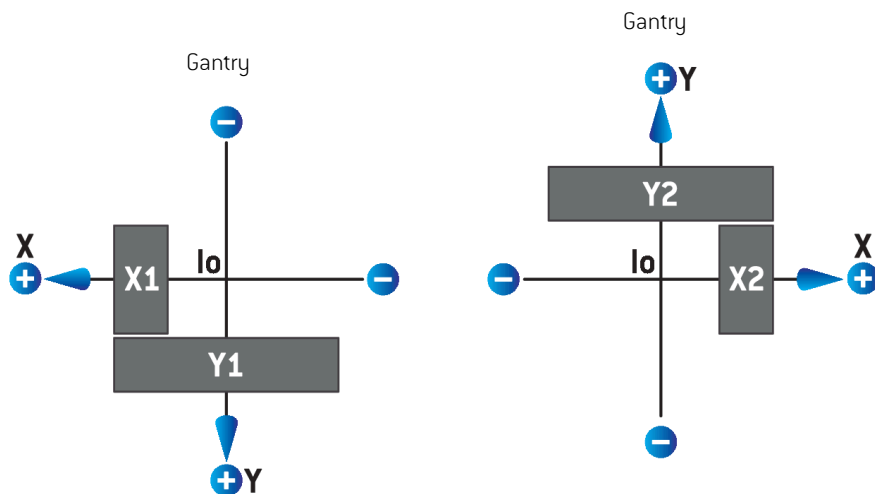 Gantry
−
X
+
X1
Io
−
Y1
+
Y
Gantry
+
Y
Y2
−
Io
X2
X
+
−